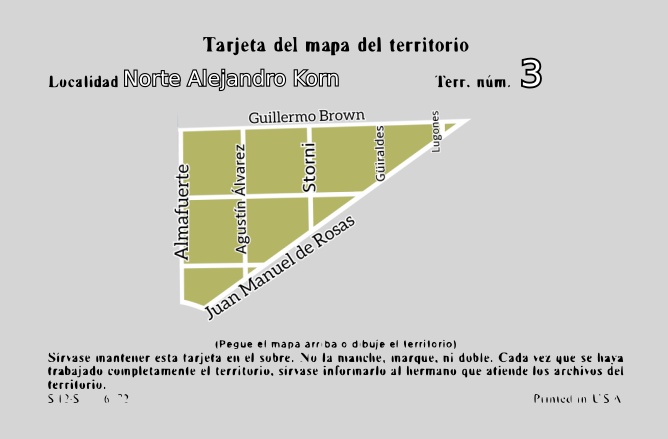 Tarjeta del mapa del territorio
Localidad Norte Alejandro Korn Terr. núm. 3
Guillermo Brown
Almafuerte
Agustín Álvarez
Storni
Güiraldes
Lugones
Juan Manuel de Rosas
(Pegue el mapa arriba o dibuje el territorio)
Sírvase mantener esta tarjeta en el sobre. No la manche, marque, ni doble. Cada vez que se haya
trabajado completamente el territorio, sírvase informarlo al hermano que atiende los archivos del
territorio.
S-12-S 6-72 Printed in U.S.A.